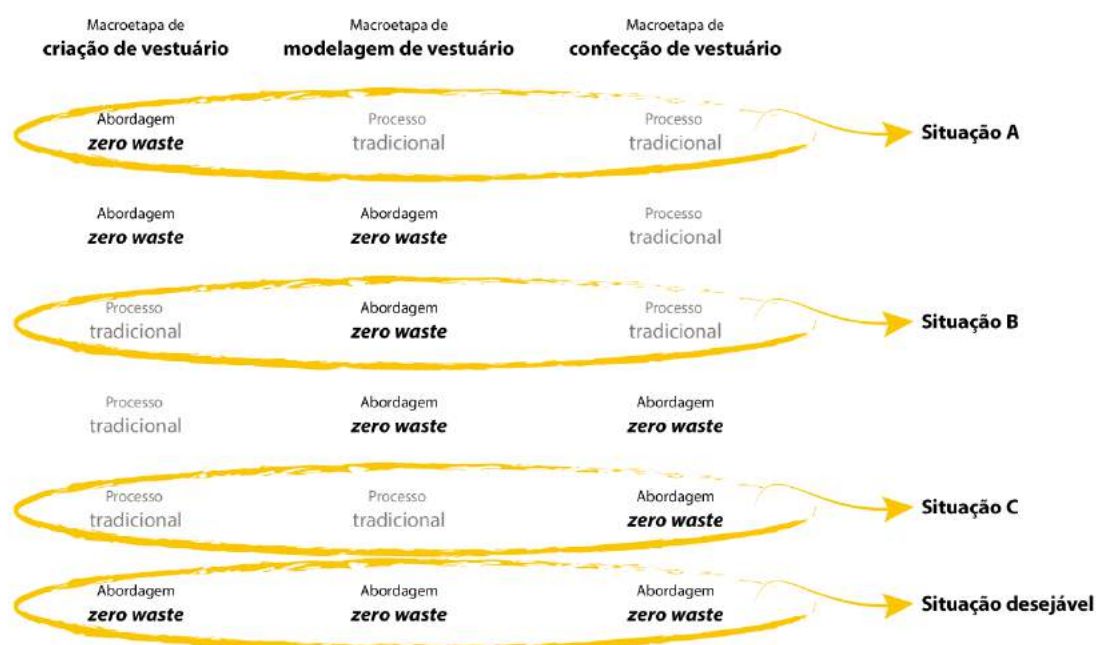 Macroetapa de
criação de vestuário
Macroetapa de
modelagem de vestuário
Macroetapa de
confecção de vestuário
Abordagem
zero waste
Processo
tradicional
Processo
tradicional
Situação A
Abordagem
zero waste
Abordagem
zero waste
Processo
tradicional
Processo
tradicional
Abordagem
zero waste
Processo
tradicional
Situação B
Processo
tradicional
Abordagem
zero waste
Abordagem
zero waste
Processo
tradicional
Processo
tradicional
Abordagem
zero waste
Situação C
Abordagem
zero waste
Abordagem
zero waste
Abordagem
zero waste
Situação desejável